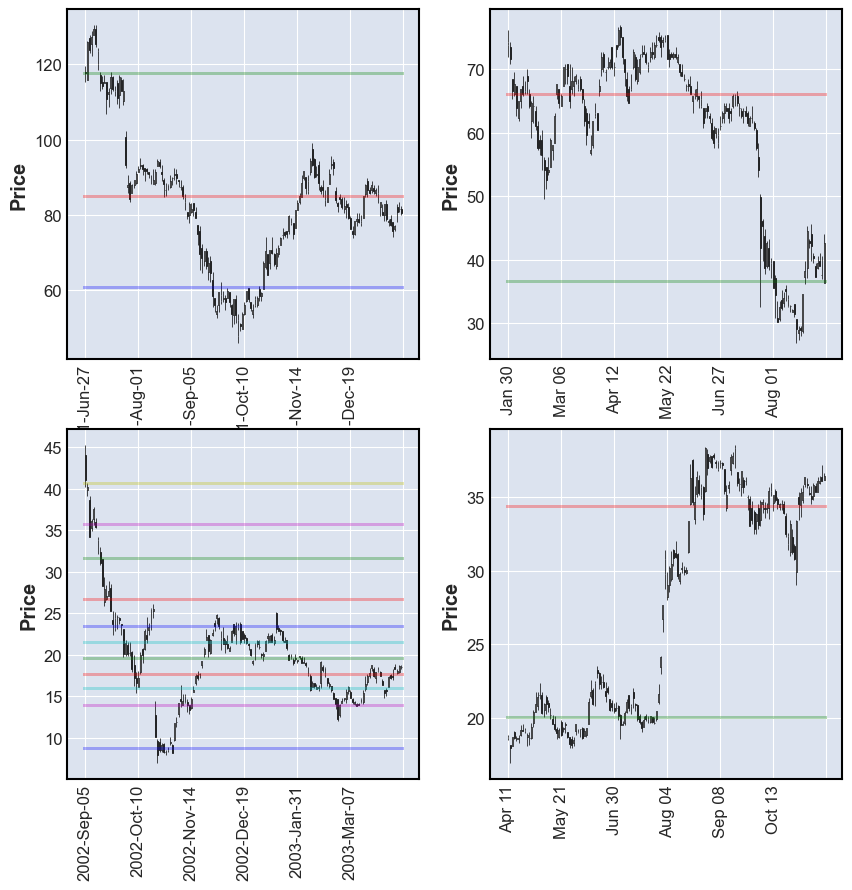 Price
120
100
80
60
1-Jun-27
-Aug-01
-Sep-05
1-Oct-10
-Nov-14
-Dec-19
Price
70
60
50
40
30
Jan 30
Mar 06
Apr 12
May 22
Jun 27
Aug 01
Price
45
40
35
30
25
20
15
10
2002-Sep-05
2002-Oct-10
2002-Nov-14
2002-Dec-19
2003-Jan-31
2003-Mar-07
Price
35
30
25
20
Apr 11
May 21
Jun 30
Aug 04
Sep 08
Oct 13